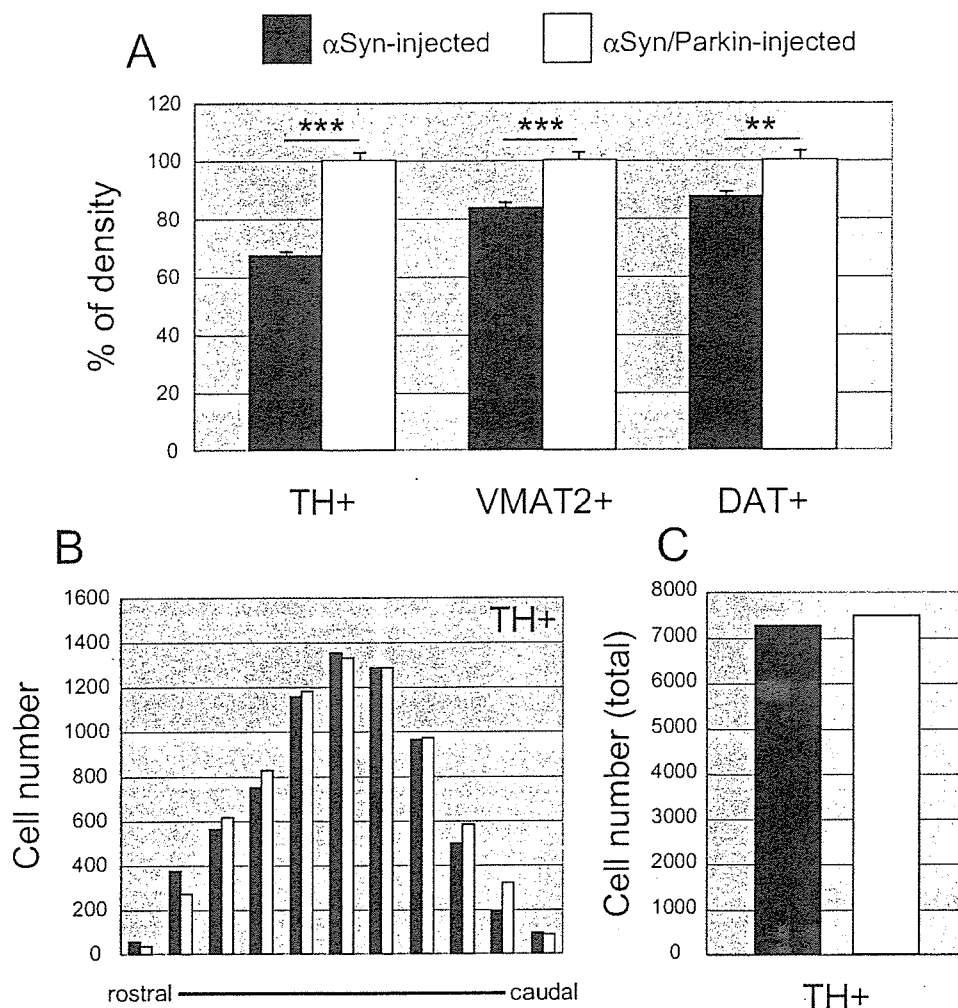 A
αSyn-injected
αSyn/Parkin-injected
120
100
80
60
40
20
0
% of density
***
***
**
TH+
VMAT2+
DAT+
B
1600
1400
1200
1000
800
600
400
200
0
Cell number
TH+
rostral
caudal
C
8000
7000
6000
5000
4000
3000
2000
1000
0
Cell number (total)
TH+